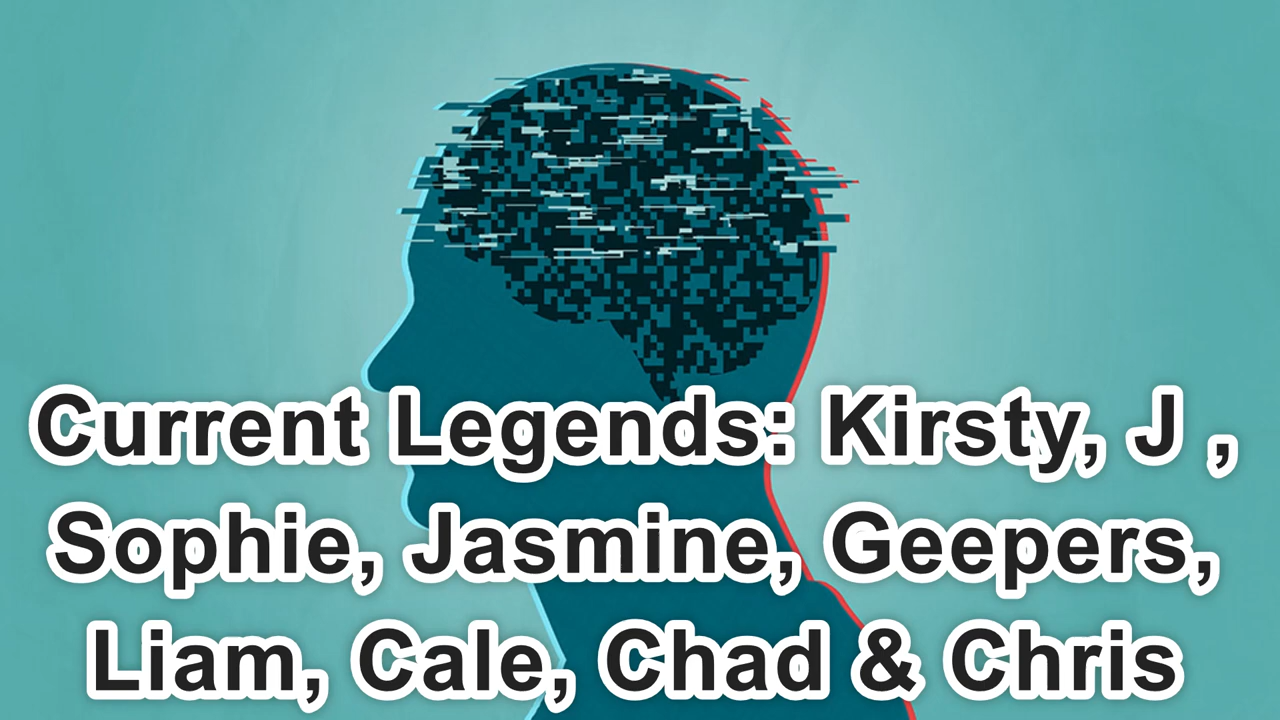 Current Legends: Kirsty, J ,
Sophie, Jasmine, Geepers,
Liam, Cale, Chad & Chris